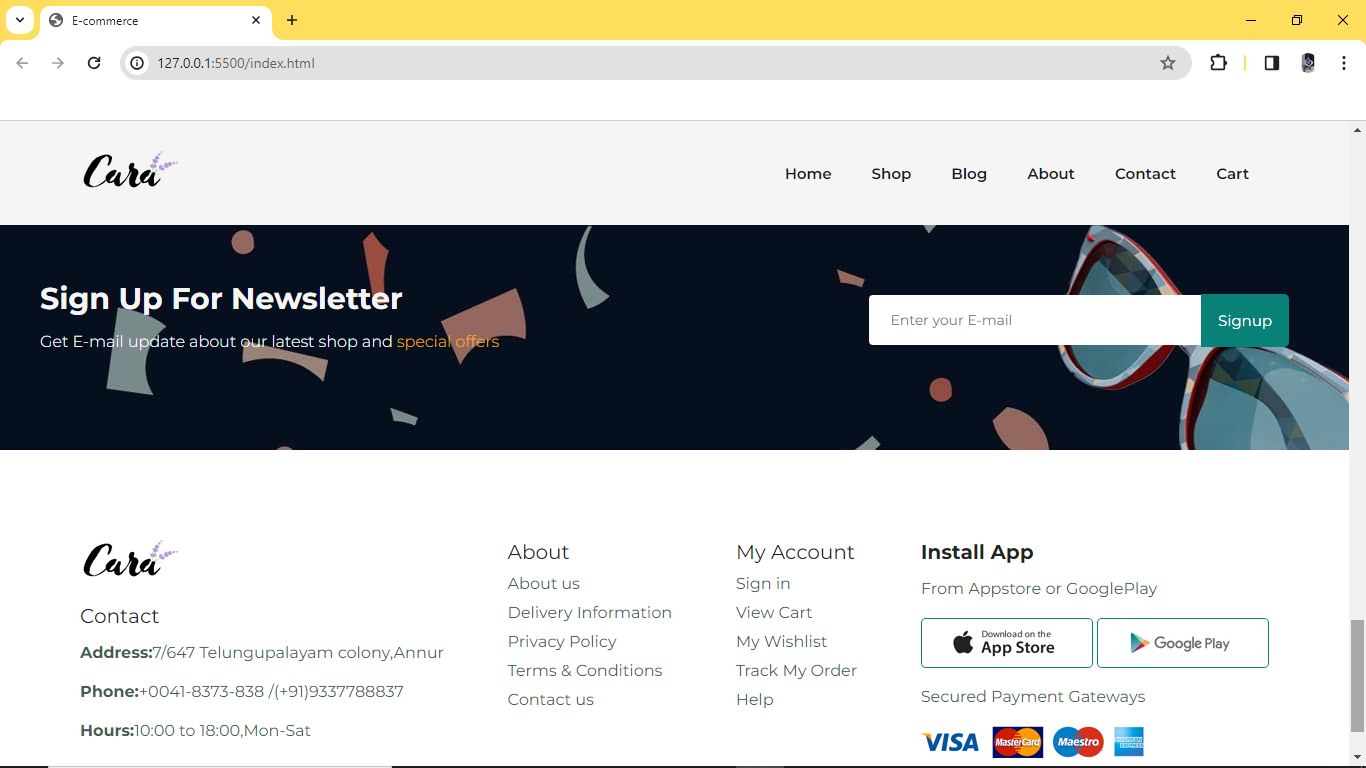 E-commerce
127.0.0.1:5500/index.html
Cara
Home Shop Blog About Contact Cart
Sign Up For Newsletter
Get E-mail update about our latest shop and special offers
Enter your E-mail
Signup
Cara
Contact
Address:7/647 Telungupalayam colony,Annur
Phone:+0041-8373-838 /(+91)9337788837
Hours:10:00 to 18:00,Mon-Sat
About
About us
Delivery Information
Privacy Policy
Terms & Conditions
Contact us
My Account
Sign in
View Cart
My Wishlist
Track My Order
Help
Install App
From Appstore or GooglePlay
Download on the
App Store
Google Play
Secured Payment Gateways
VISA MasterCard Maestro
AMERICAN
EXPRESS